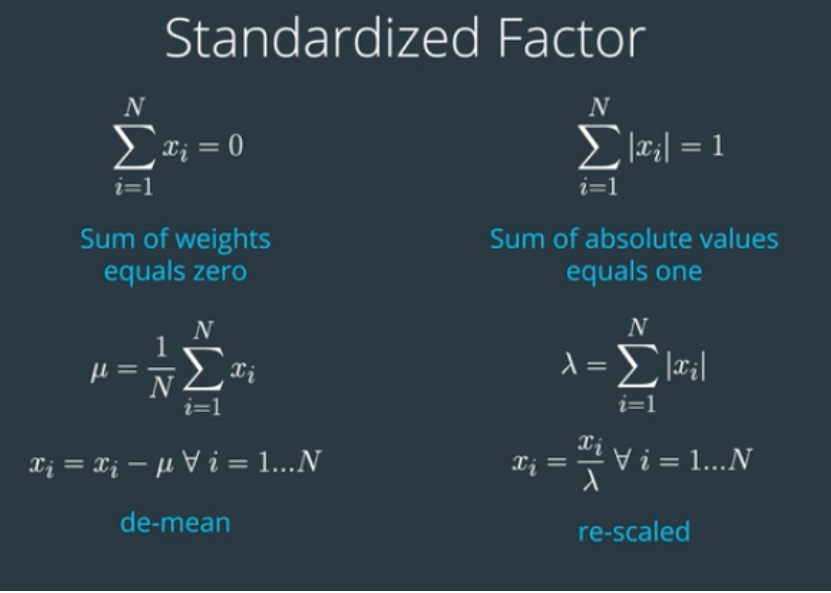 Standardized Factor
\sum_{i=1}^{N} x_i = 0
Sum of weights
equals zero
\mu = \frac{1}{N} \sum_{i=1}^{N} x_i
x_i = x_i - \mu ∀ i = 1...N
de-mean
\sum_{i=1}^{N} |x_i| = 1
Sum of absolute values
equals one
\lambda = \sum_{i=1}^{N} |x_i|
x_i = \frac{x_i}{\lambda} ∀ i = 1...N
re-scaled